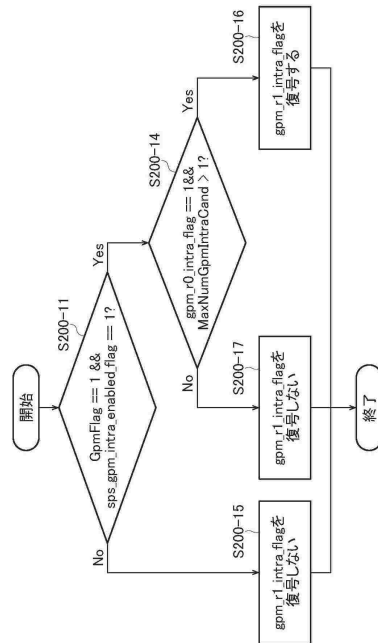 開始
S200-11
GpmFlag == 1 &&
sps_gpm_intra_enabled_flag == 1?
Yes
No
S200-14
gpm_r0_intra_flag == 1&&
MaxNumGpmIntraCand > 1?
Yes
No
S200-15
gpm_r1_intra_flagを
復号しない
S200-17
gpm_r1_intra_flagを
復号しない
S200-16
gpm_r1_intra_flagを
復号する
終了